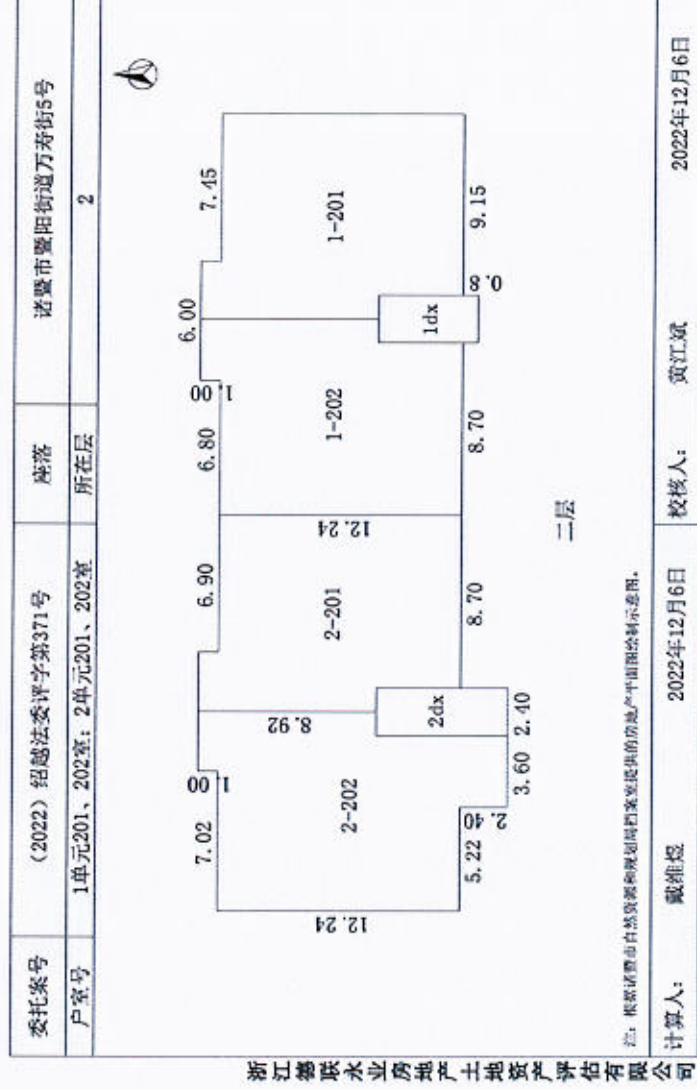 委托案号 （2022）绍越法委评字第371号 座落 诸暨市暨阳街道万寿街5号
户室号 1单元201、202室；2单元201、202室 所在层 2
6.00
7.45
1.00
6.80
6.90
1.00
7.02
1-201
1-202
2-201
2-202
12.24
12.24
8.92
1dx
2dx
0.8
9.15
8.70
8.70
2.40
3.60
2.40
5.22
二层
注：根据诸暨市自然资源和规划局档案室提供的房地产平面图绘制示意图。
计算人： 戴维煜 2022年12月6日 校核人： 黄江斌 2022年12月6日
浙江德联永业房地产土地资产评估有限公司